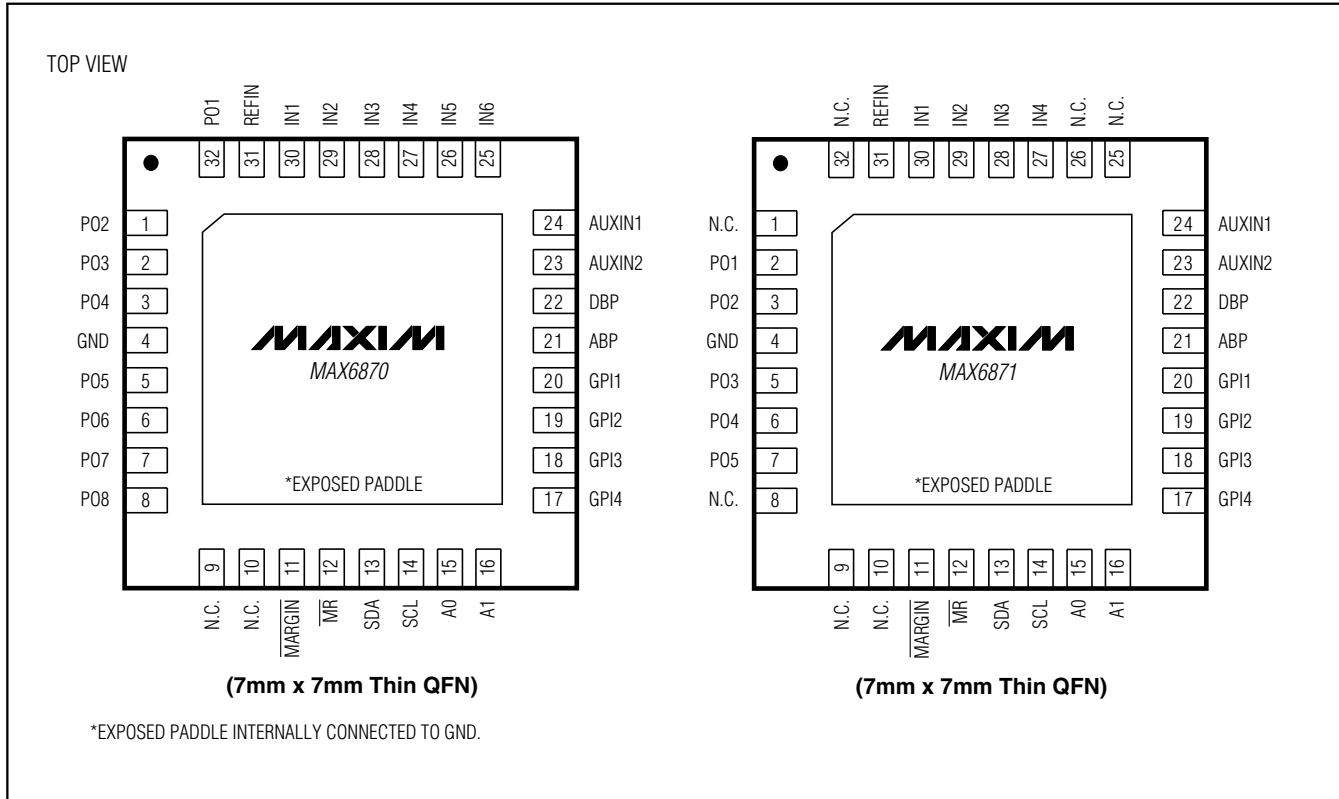 TOP VIEW
PO1 REFIN IN1 IN2 IN3 IN4 IN5 IN6
32 31 30 29 28 27 26 25
PO2 1
PO3 2
PO4 3
GND 4
PO5 5
PO6 6
PO7 7
PO8 8
24 AUXIN1
23 AUXIN2
22 DBP
21 ABP
20 GPI1
19 GPI2
18 GPI3
17 GPI4
MAXIM
MAX6870
*EXPOSED PADDLE
9 10 11 12 13 14 15 16
N.C. N.C. MARGIN MR SDA SCL A0 A1
(7mm x 7mm Thin QFN)
N.C. REFIN IN1 IN2 IN3 IN4 N.C. N.C.
32 31 30 29 28 27 26 25
N.C. 1
PO1 2
PO2 3
GND 4
PO3 5
PO4 6
PO5 7
N.C. 8
24 AUXIN1
23 AUXIN2
22 DBP
21 ABP
20 GPI1
19 GPI2
18 GPI3
17 GPI4
MAXIM
MAX6871
*EXPOSED PADDLE
9 10 11 12 13 14 15 16
N.C. N.C. MARGIN MR SDA SCL A0 A1
(7mm x 7mm Thin QFN)
*EXPOSED PADDLE INTERNALLY CONNECTED TO GND.